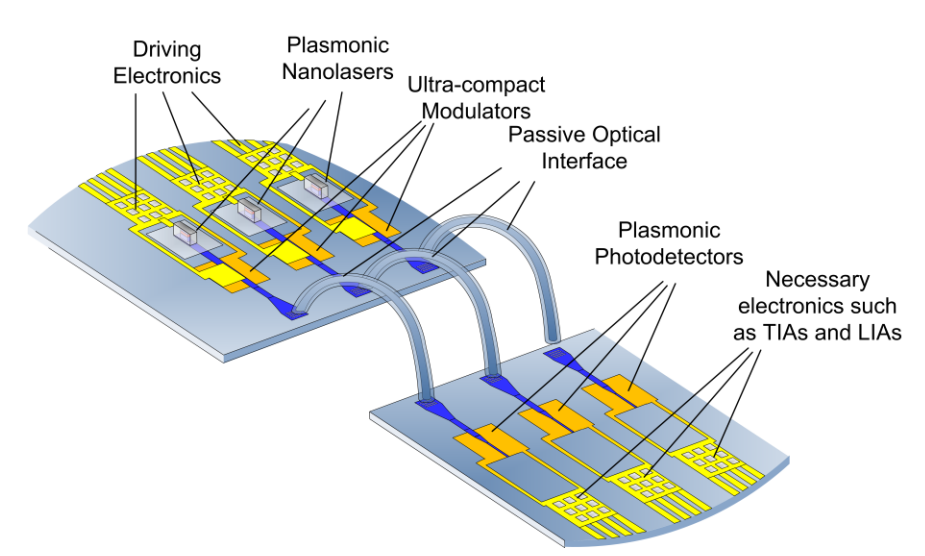 Driving
Electronics
Plasmonic
Nanolasers
Ultra-compact
Modulators
Passive Optical
Interface
Plasmonic
Photodetectors
Necessary
electronics such
as TIAs and LIAs